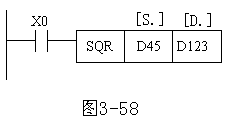 [S.] [D.]
X0
SQR D45 D123
图3-58